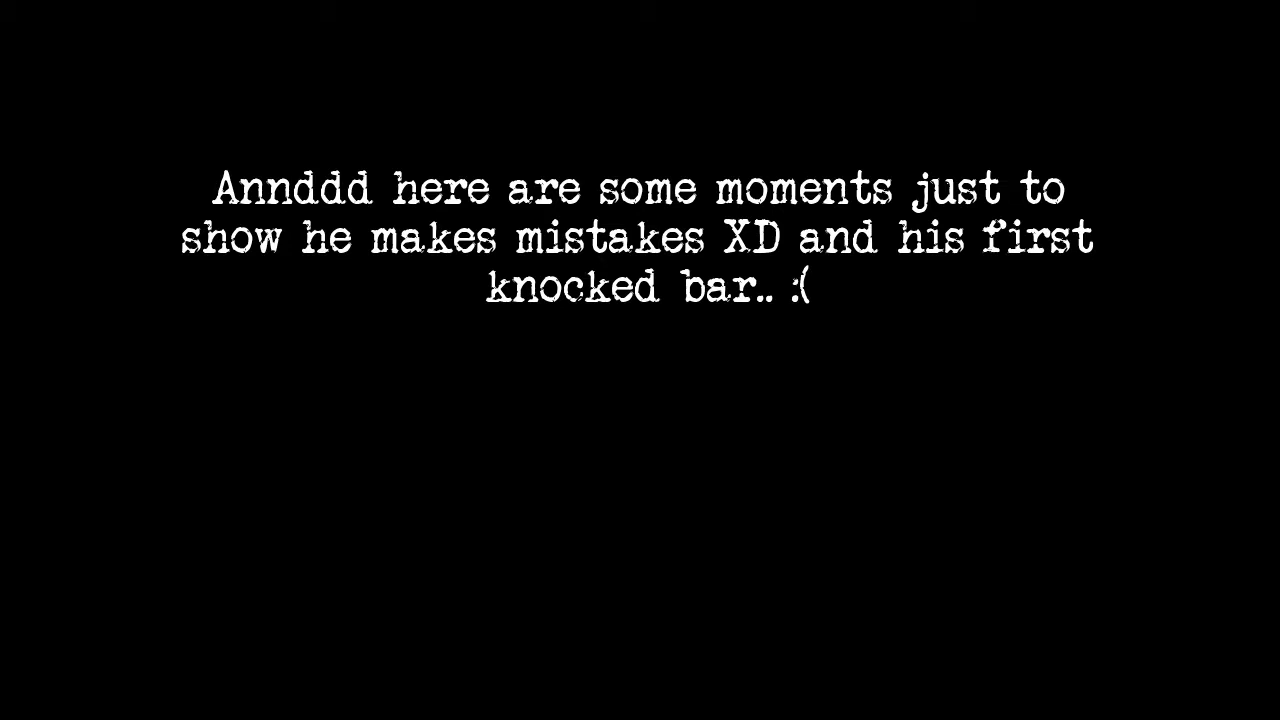 Annddd here are some moments just to
show he makes mistakes XD and his first
knocked bar.. :(